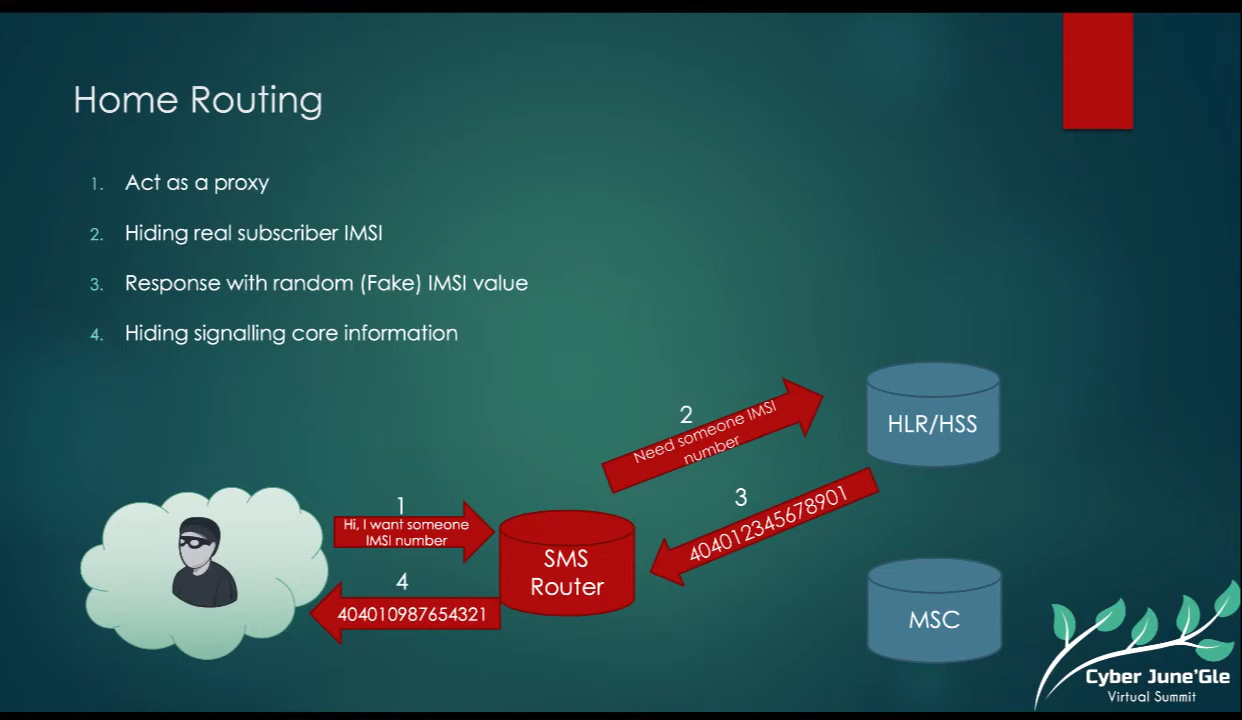 Home Routing
1. Act as a proxy
2. Hiding real subscriber IMSI
3. Response with random (Fake) IMSI value
4. Hiding signalling core information
HLR/HSS
2
Need someone IMSI
number
3
404012345678901
1
Hi, I want someone
IMSI number
SMS
Router
4
404010987654321
MSC
Cyber June'Gle
Virtual Summit